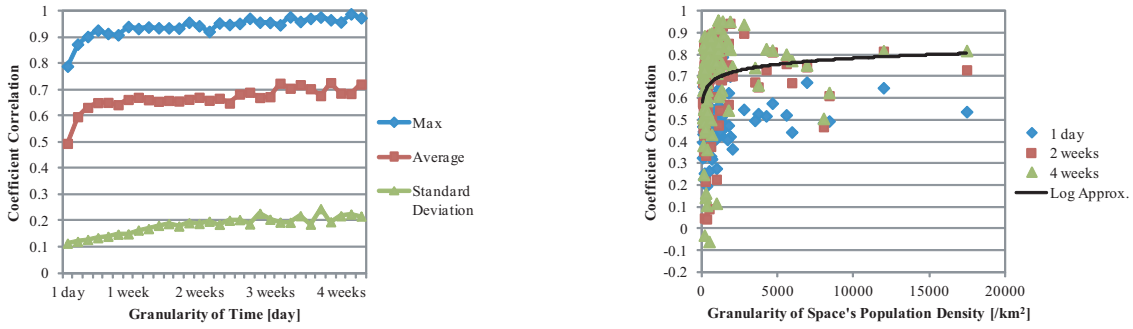 1
0.9
0.8
0.7
0.6
0.5
0.4
0.3
0.2
0.1
0
Coefficient Correlation
1 day 1 week 2 weeks 3 weeks 4 weeks
Granularity of Time [day]
Max
Average
Standard
Deviation
1
0.9
0.8
0.7
0.6
0.5
0.4
0.3
0.2
0.1
0
-0.1
-0.2
Coefficient Correlation
0 5000 10000 15000 20000
Granularity of Space's Population Density [/km²]
1 day
2 weeks
4 weeks
Log Approx.